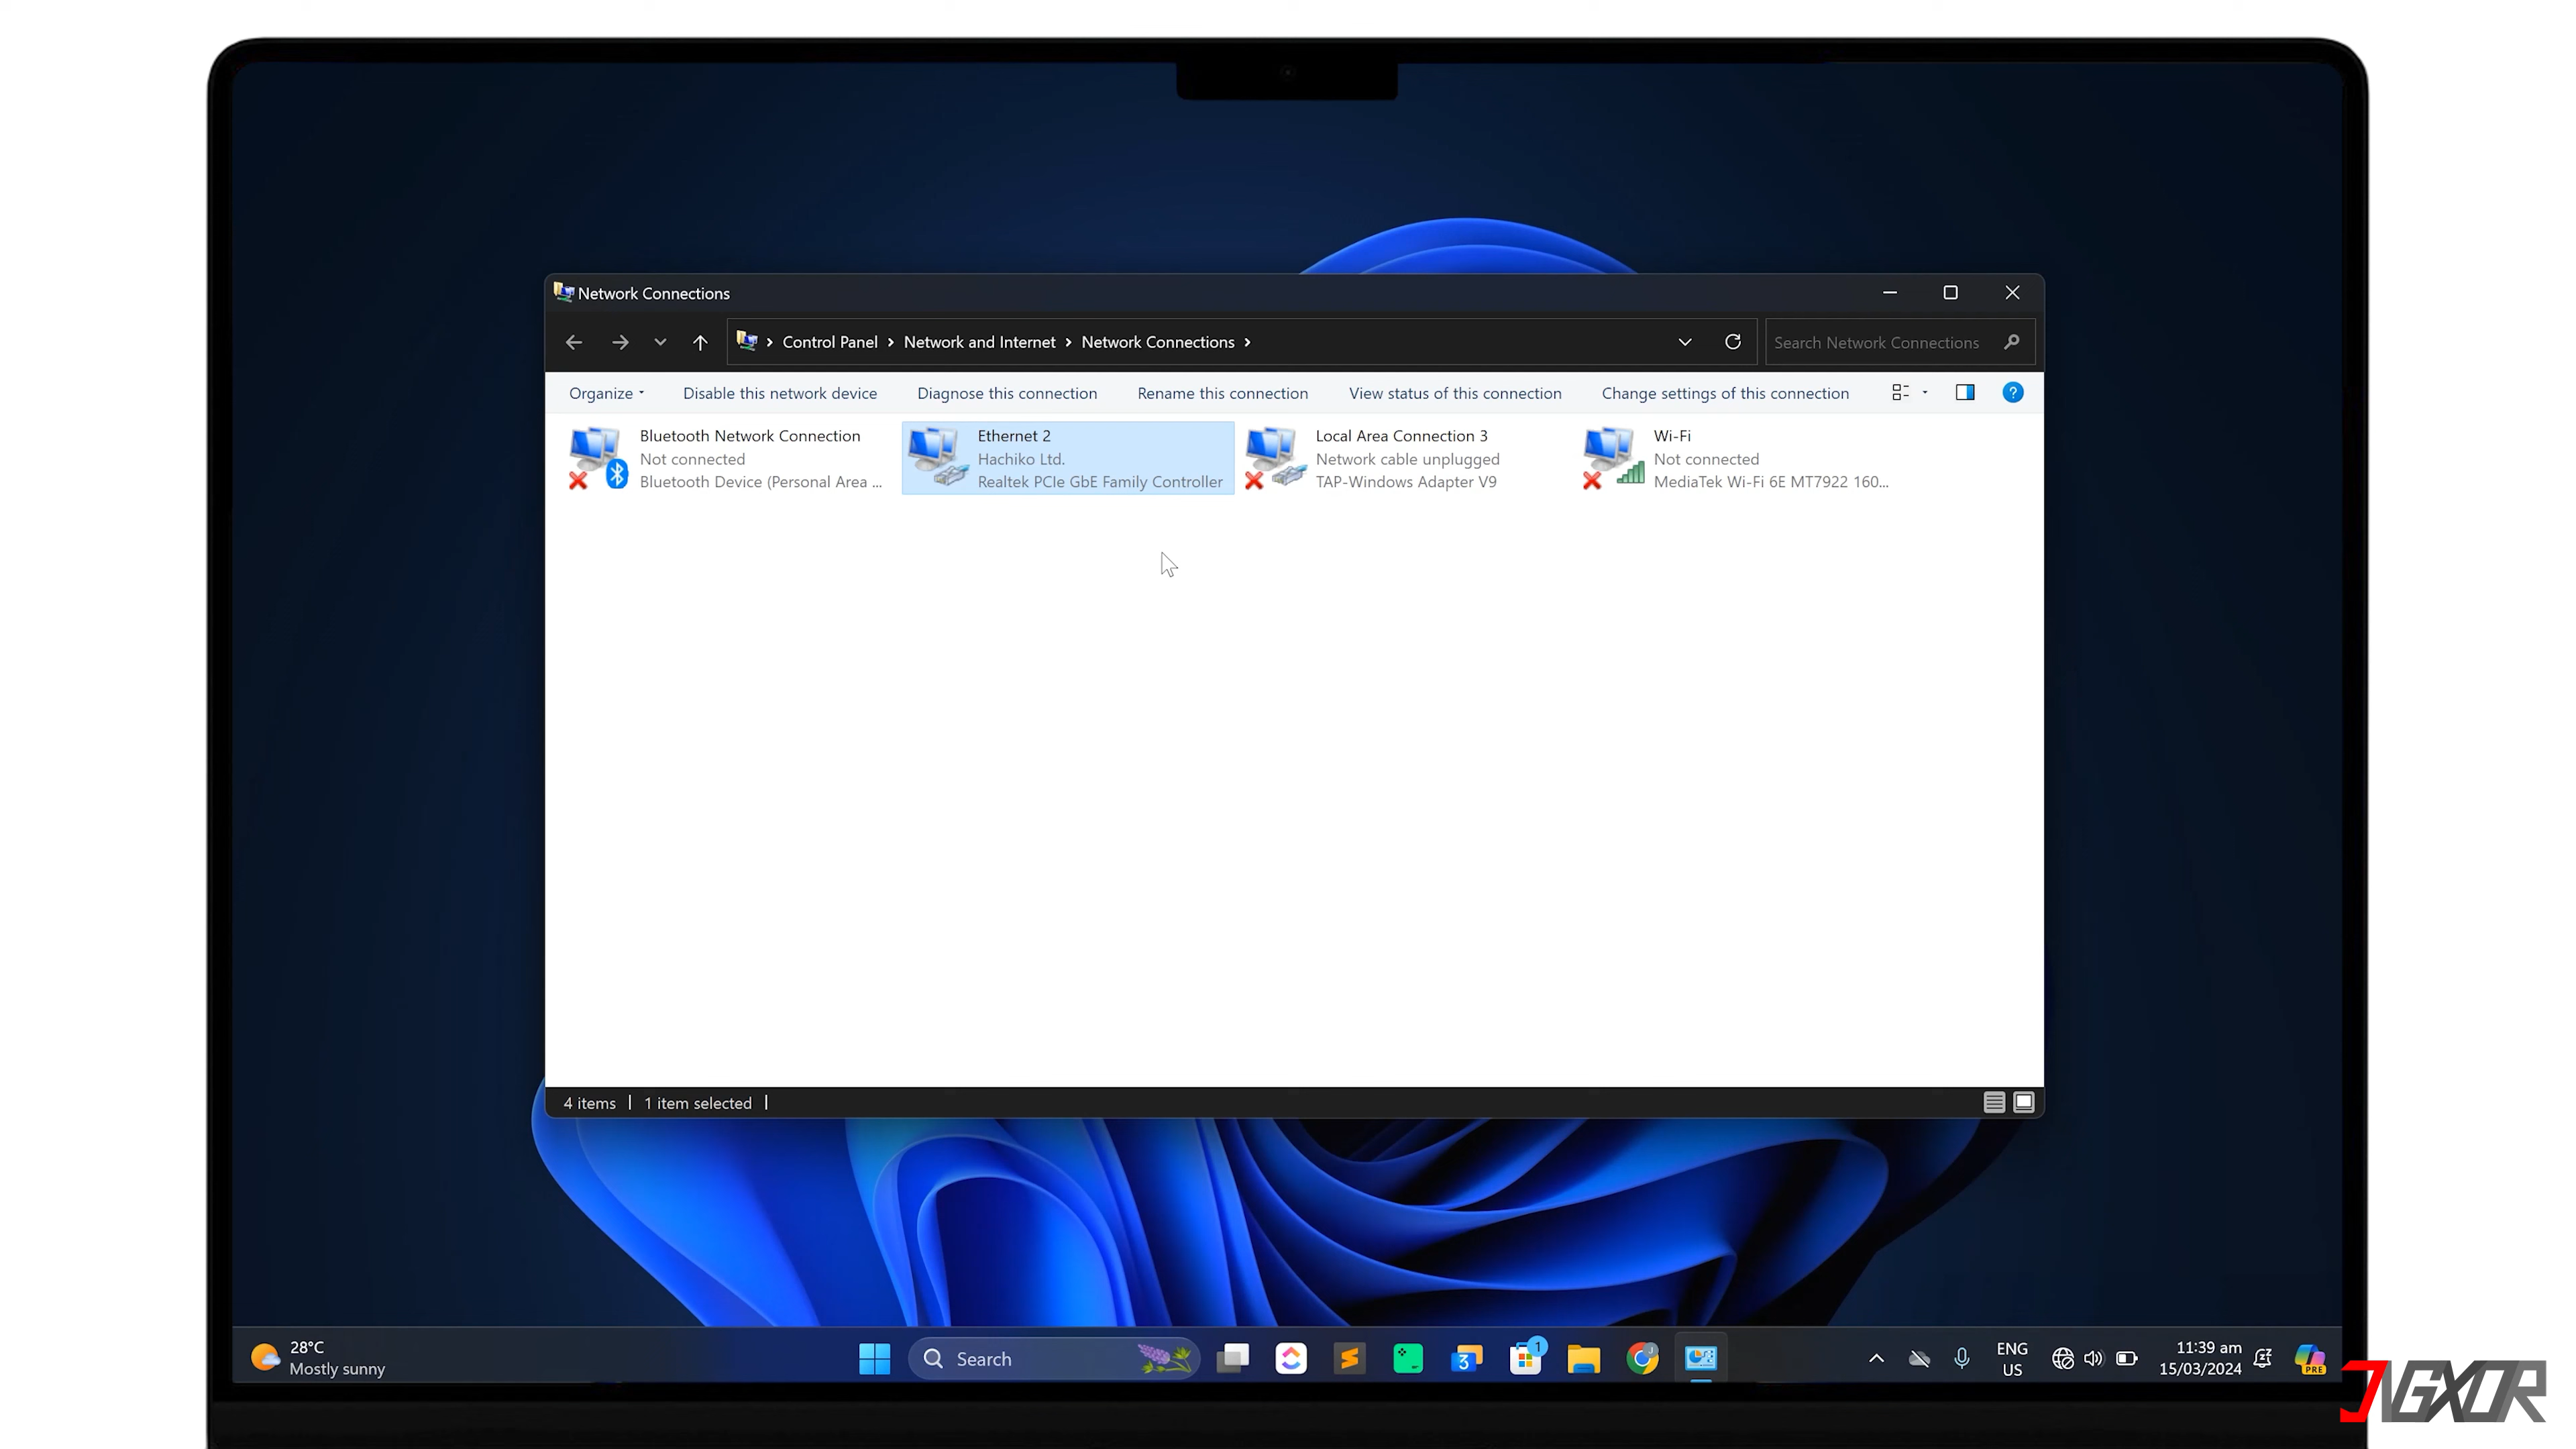 Network Connections
Control Panel > Network and Internet > Network Connections >
Search Network Connections
Organize
Disable this network device
Diagnose this connection
Rename this connection
View status of this connection
Change settings of this connection
?
Bluetooth Network Connection
Not connected
Bluetooth Device (Personal Area ...
Ethernet 2
Hachiko Ltd.
Realtek PCIe GbE Family Controller
Local Area Connection 3
Network cable unplugged
TAP-Windows Adapter V9
Wi-Fi
Not connected
MediaTek Wi-Fi 6E MT7922 160...
4 items
1 item selected
28°C
Mostly sunny
Search
3
1
ENG
US
11:39 am
15/03/2024
PRE
JNGXOR